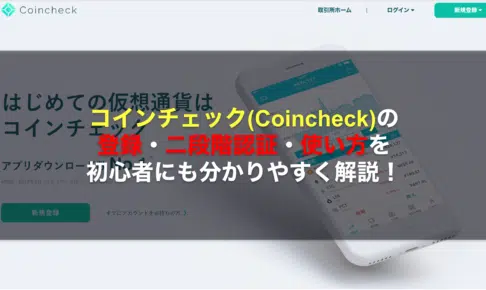 Coincheck
取引所ホーム | ログイン 新規登録
コインチェック(Coincheck)の
登録・二段階認証・使い方を
初心者にも分かりやすく解説！
はじめての仮想通貨は
コインチェック
アプリダウンロード
新規登録